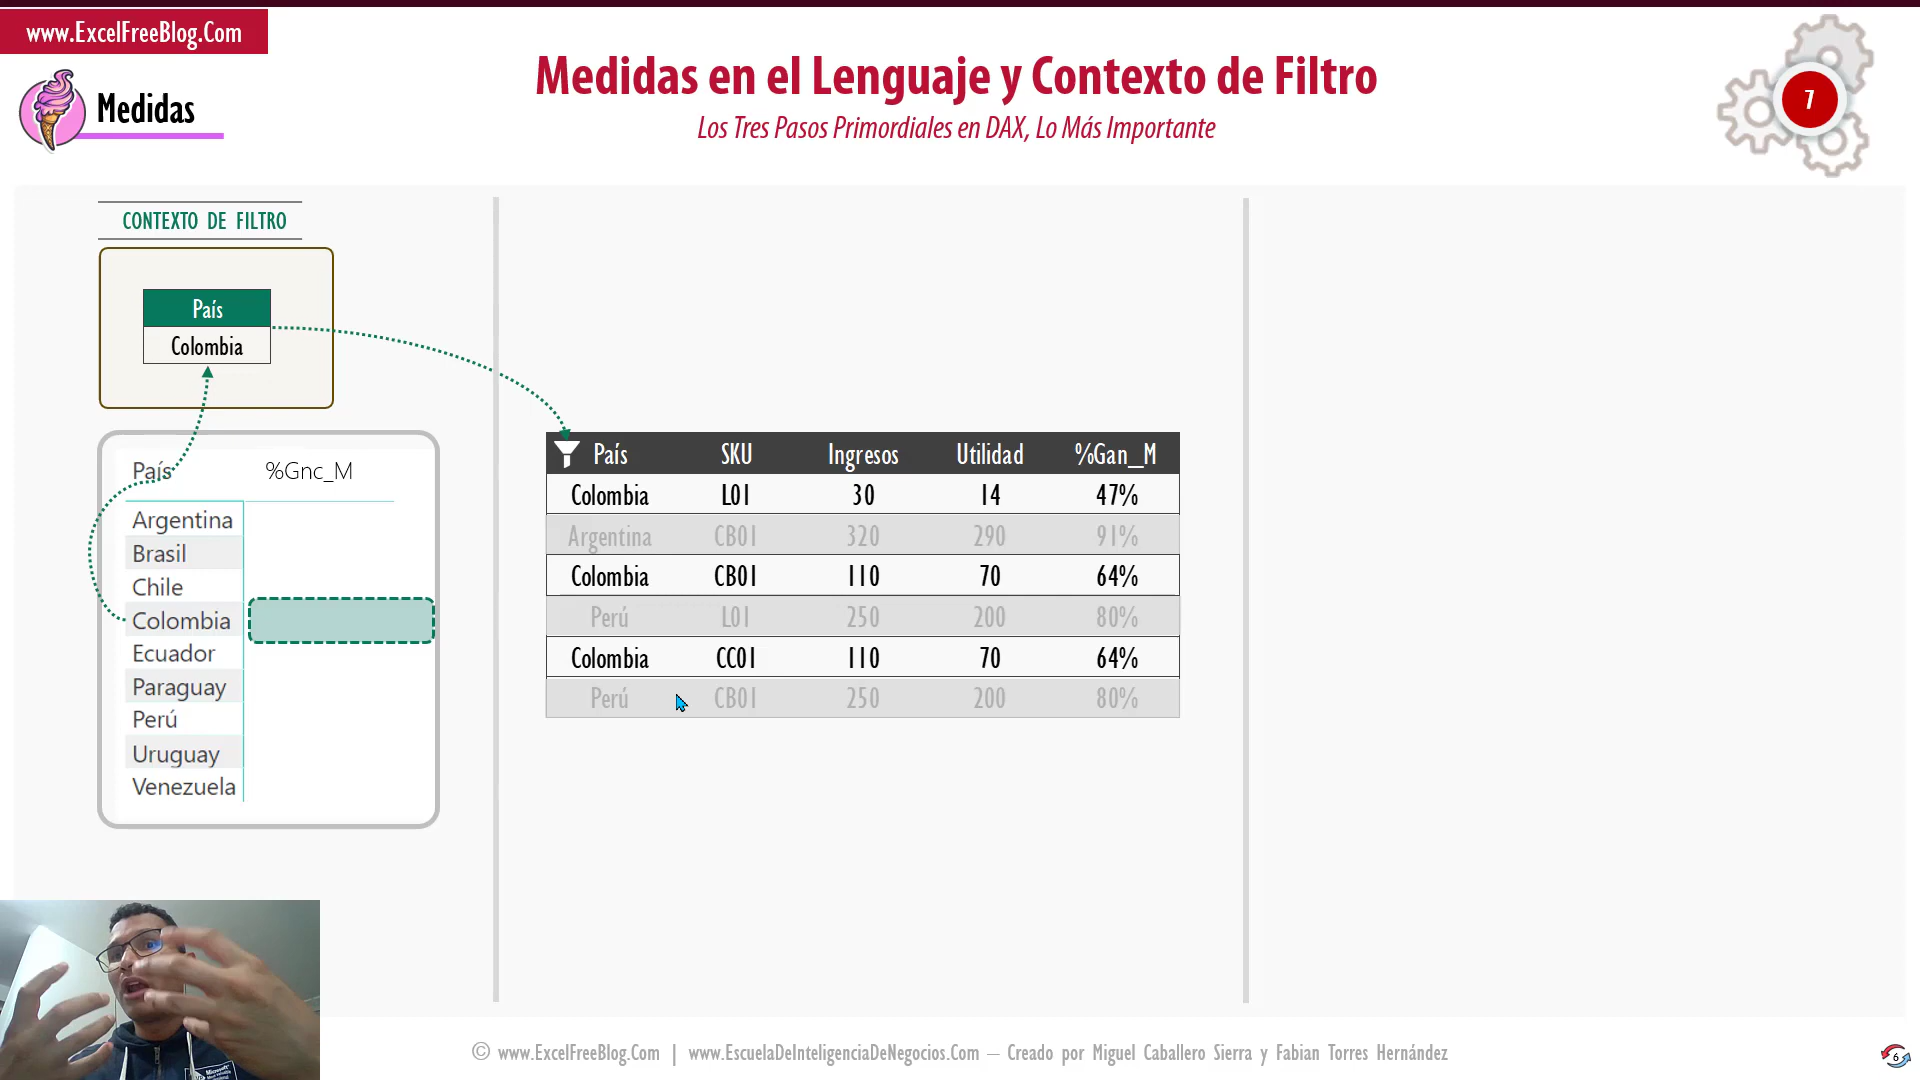 www.ExcelFreeBlog.Com
Medidas
Medidas en el Lenguaje y Contexto de Filtro
Los Tres Pasos Primordiales en DAX, Lo Más Importante
7
CONTEXTO DE FILTRO
País
Colombia
País %Gnc_M
Argentina
Brasil
Chile
Colombia
Ecuador
Paraguay
Perú
Uruguay
Venezuela
País SKU Ingresos Utilidad %Gan_M
Colombia L01 30 14 47%
Argentina CB01 320 290 91%
Colombia CB01 110 70 64%
Perú L01 250 200 80%
Colombia CC01 110 70 64%
Perú CB01 250 200 80%
Microsoft
© www.ExcelFreeBlog.Com | www.EscuelaDeInteligenciaDeNegocios.Com — Creado por Miguel Caballero Sierra y Fabian Torres Hernández
6